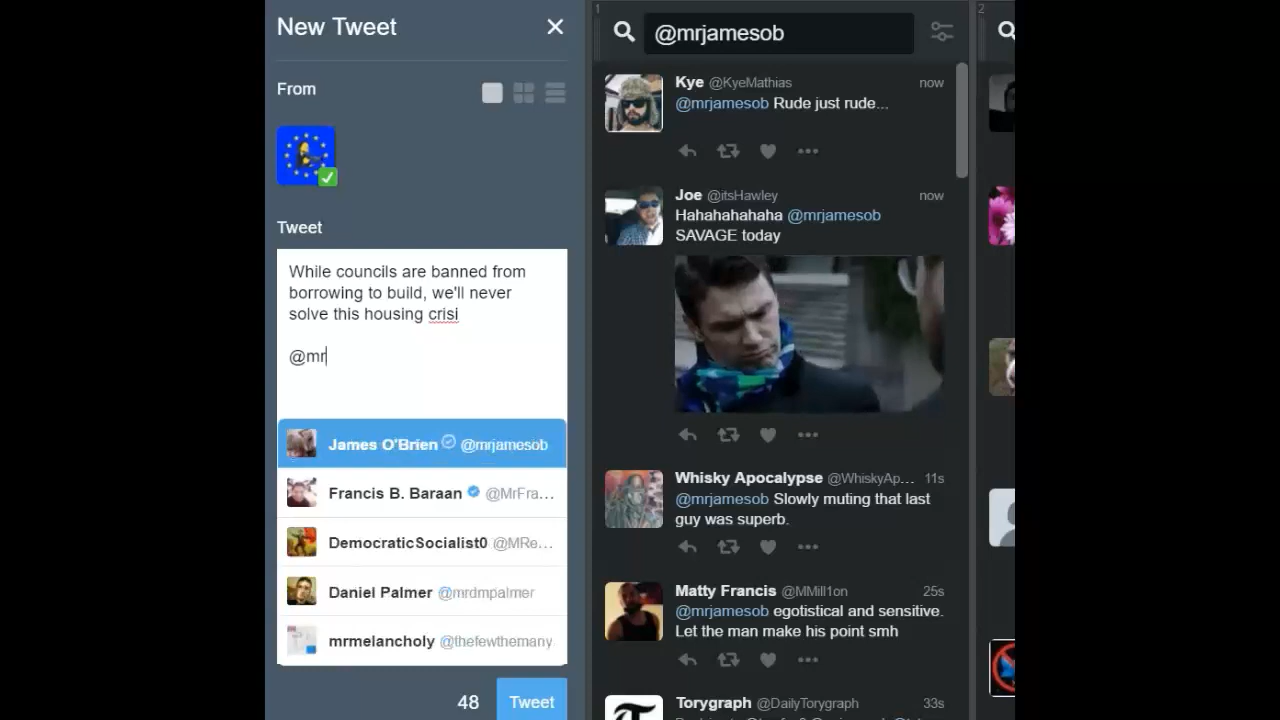 New Tweet
From
Tweet
While councils are banned from
borrowing to build, we'll never
solve this housing crisi
@mr
James O'Brien @mrjamesob
Francis B. Baraan @MrFra...
DemocraticSocialist0 @MRe...
Daniel Palmer @mrdmpalmer
mrmelancholy @thefewthemany
48
Tweet
1
@mrjamesob
Kye @KyeMathias now
@mrjamesob Rude just rude...
Joe @itsHawley now
Hahahahahaha @mrjamesob
SAVAGE today
Whisky Apocalypse @WhiskyAp... 11s
@mrjamesob Slowly muting that last
guy was superb.
Matty Francis @MMill1on 25s
@mrjamesob egotistical and sensitive.
Let the man make his point smh
Torygraph @DailyTorygraph 33s
2